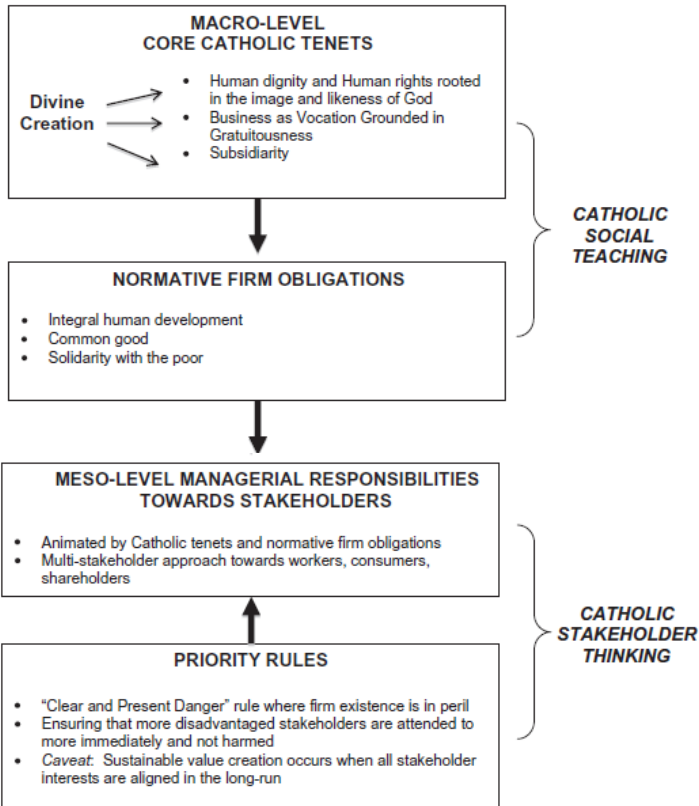 MACRO-LEVEL
CORE CATHOLIC TENETS
Divine
Creation
• Human dignity and Human rights rooted
in the image and likeness of God
• Business as Vocation Grounded in
Gratuitousness
• Subsidiarity
CATHOLIC
SOCIAL
TEACHING
NORMATIVE FIRM OBLIGATIONS
• Integral human development
• Common good
• Solidarity with the poor
MESO-LEVEL MANAGERIAL RESPONSIBILITIES
TOWARDS STAKEHOLDERS
• Animated by Catholic tenets and normative firm obligations
• Multi-stakeholder approach towards workers, consumers,
shareholders
CATHOLIC
STAKEHOLDER
THINKING
PRIORITY RULES
• “Clear and Present Danger” rule where firm existence is in peril
• Ensuring that more disadvantaged stakeholders are attended to
more immediately and not harmed
• Caveat: Sustainable value creation occurs when all stakeholder
interests are aligned in the long-run